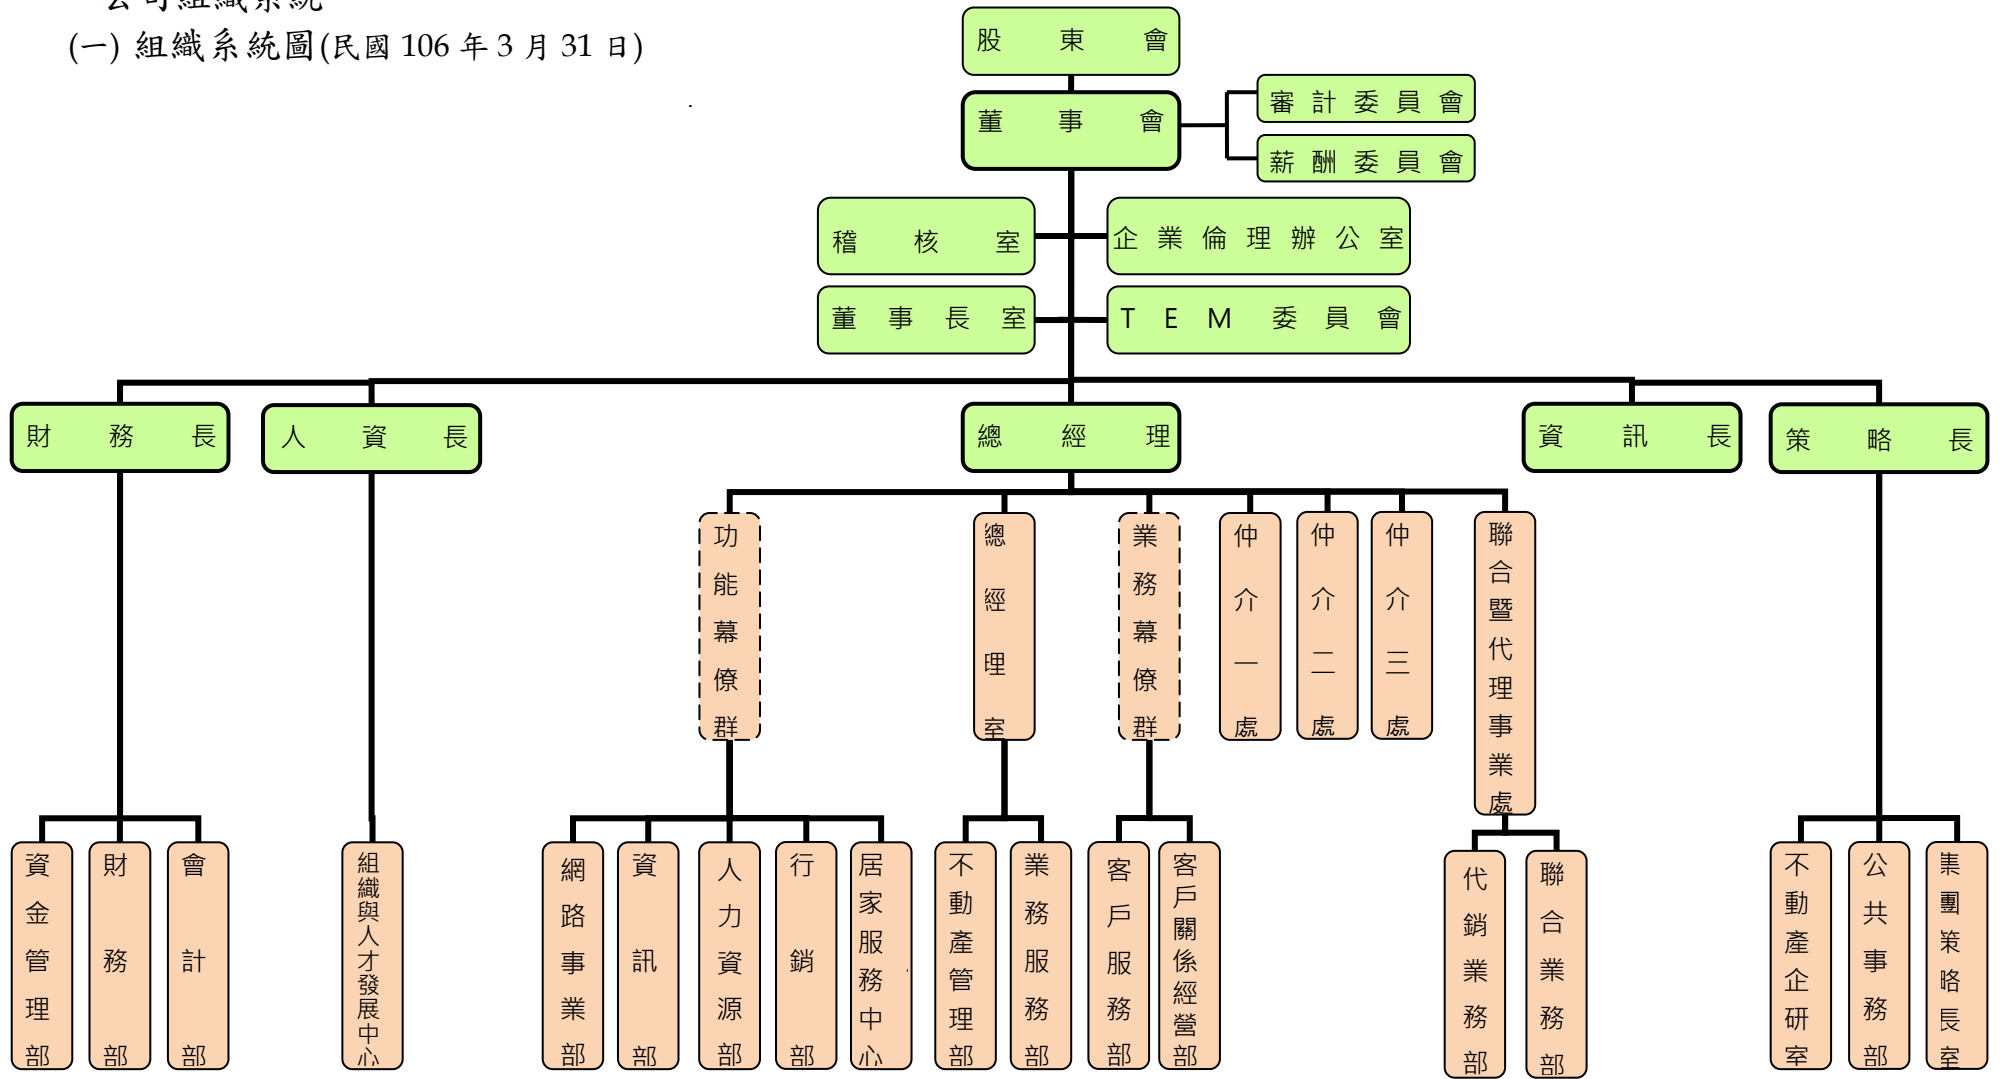 公司組織系統
(一) 組織系統圖(民國 106 年 3 月 31 日)
股東會
董事會
審計委員會
薪酬委員會
稽核室
企業倫理辦公室
董事長室
TEM 委員會
財務長
人資長
總經理
資訊長
策略長
功能幕僚群
總經理室
業務幕僚群
仲介一處
仲介二處
仲介三處
聯合暨代理事業處
資金管理部
財務部
會計部
組織與人才發展中心
網路事業部
資訊部
人力資源部
行銷部
居家服務中心
不動產管理部
業務服務部
客戶服務部
客戶關係經營部
代銷業務部
聯合業務部
不動產企研室
公共事務部
集團策略長室